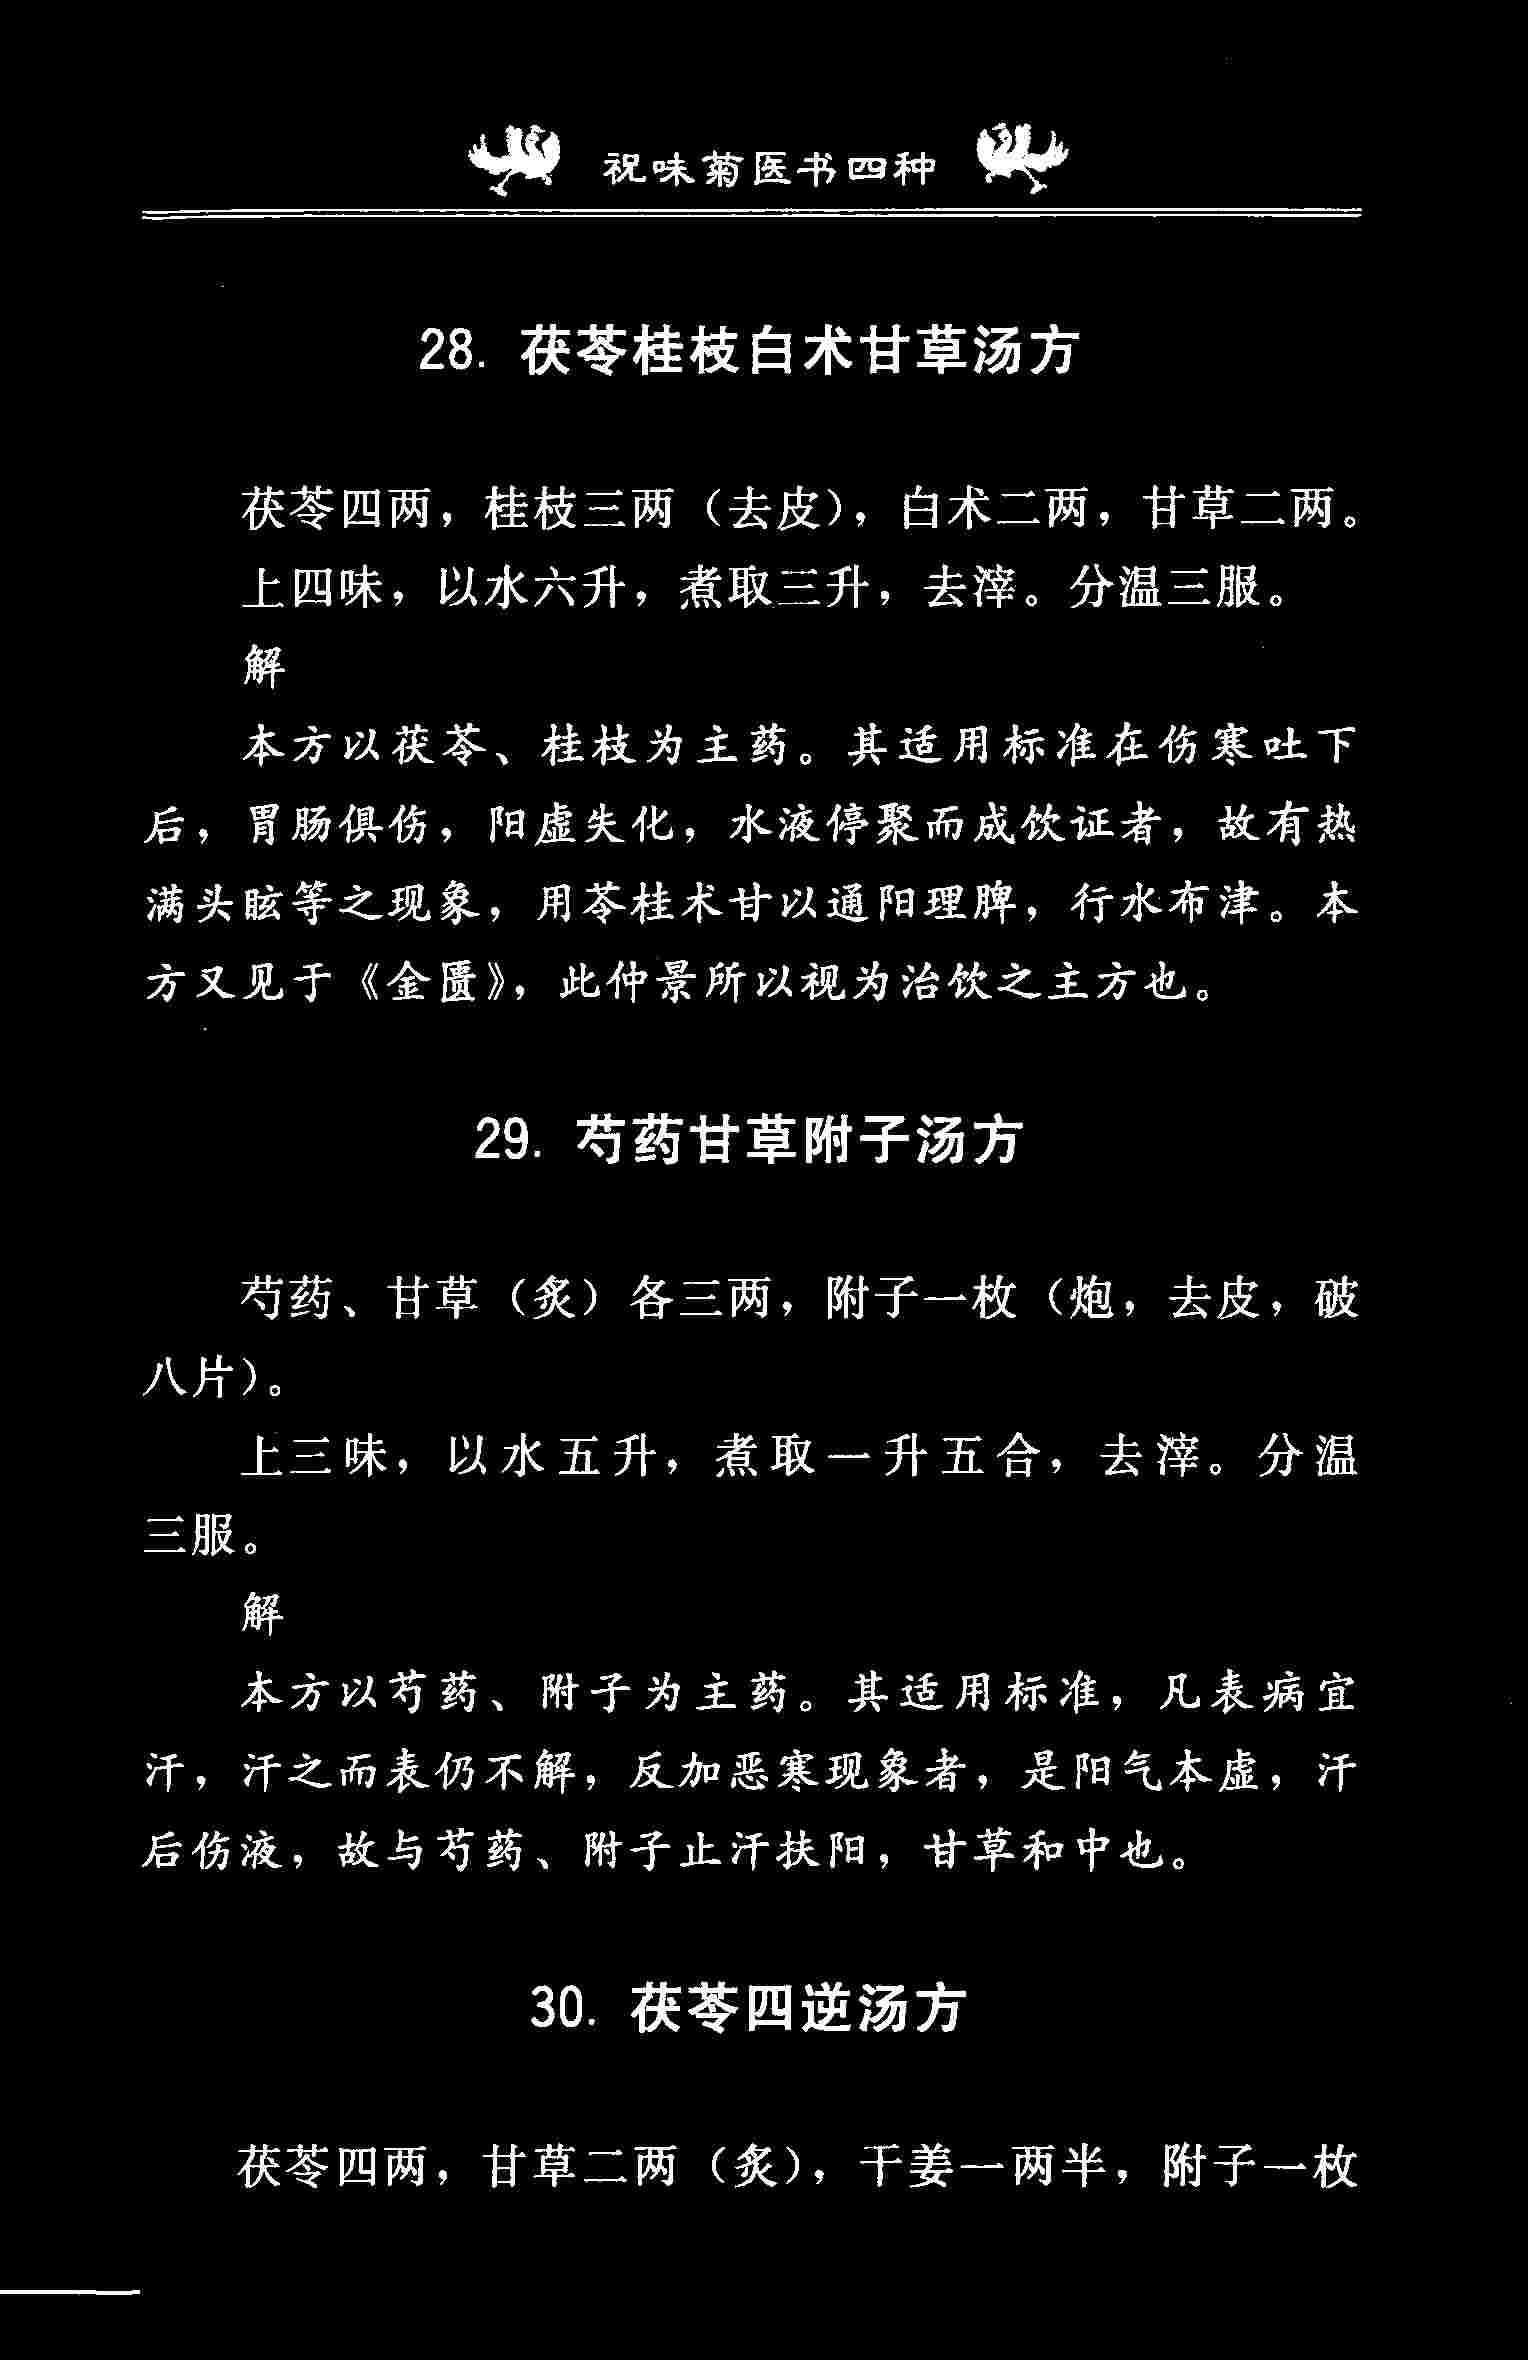 祝味菊医书四种
28. 茯苓桂枝白术甘草汤方
茯苓四两，桂枝三两（去皮），白术二两，甘草二两。
上四味，以水六升，煮取三升，去滓。分温三服。
解
本方以茯苓、桂枝为主药。其适用标准在伤寒吐下
后，胃肠俱伤，阳虚失化，水液停聚而成饮证者，故有热
满头眩等之现象，用苓桂术甘以通阳理脾，行水布津。本
方又见于《金匮》，此仲景所以视为治饮之主方也。
29. 芍药甘草附子汤方
芍药、甘草（炙）各三两，附子一枚（炮，去皮，破
八片）。
上三味，以水五升，煮取一升五合，去滓。分温
三服。
解
本方以芍药、附子为主药。其适用标准，凡表病宜
汗，汗之而表仍不解，反加恶寒现象者，是阳气本虚，汗
后伤液，故与芍药、附子止汗扶阳，甘草和中也。
30. 茯苓四逆汤方
茯苓四两，甘草二两（炙），干姜一两半，附子一枚